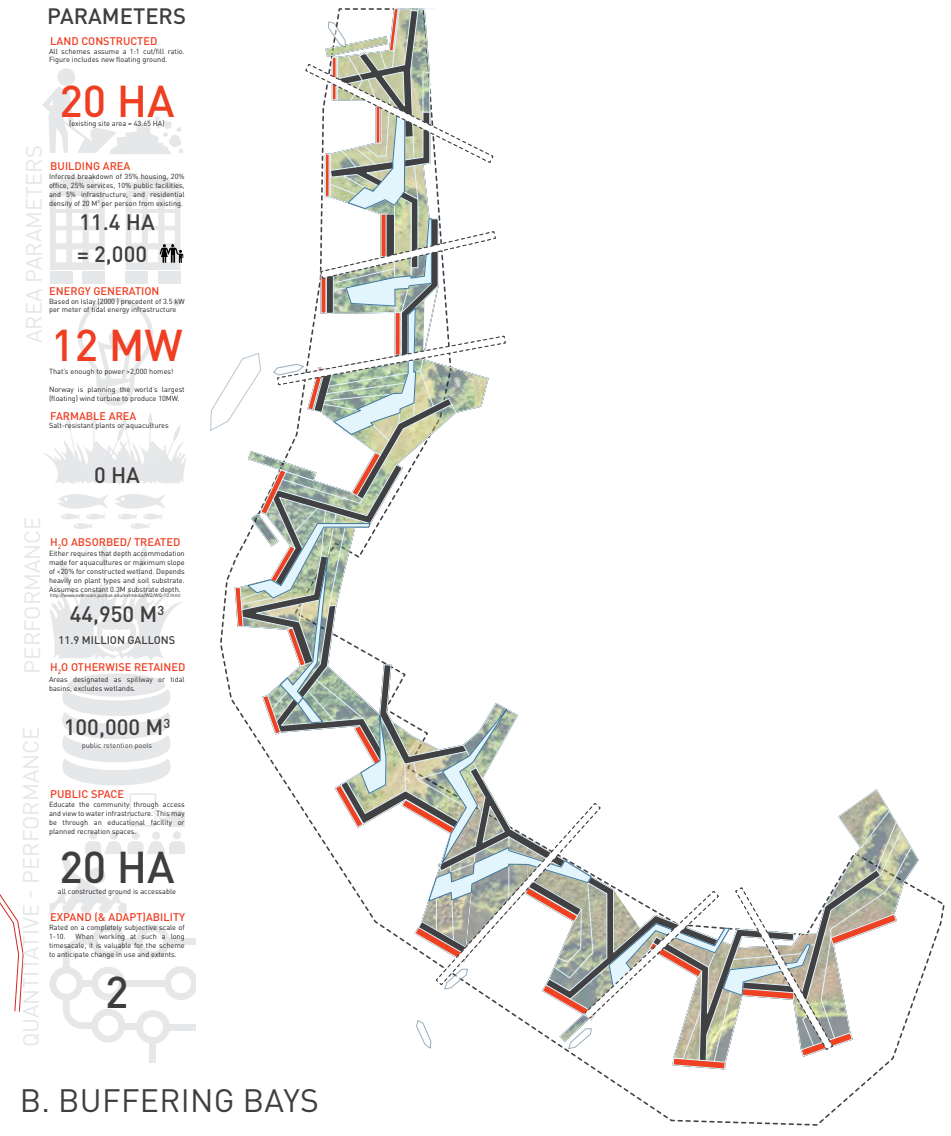 PARAMETERS
LAND CONSTRUCTED
All schemes assume a 1:1 cut/fill ratio.
Figure includes new floating ground.
20 HA
(existing site area = 43.65 HA)
BUILDING AREA
Inferred breakdown of 35% housing, 20%
office, 25% services, 10% public facilities,
and 5% infrastructure, and residential
density of 20 M² per person from existing.
11.4 HA
= 2,000
AREA PARAMETERS
ENERGY GENERATION
Based on Islay (2000 ) precedent of 3.5 kW
per meter of tidal energy infrastructure
12 MW
That's enough to power >2,000 homes!
Norway is planning the world's largest
(floating) wind turbine to produce 10MW.
FARMABLE AREA
Salt-resistant plants or aquacultures
0 HA
PERFORMANCE
H₂O ABSORBED/ TREATED
Either requires that depth accommodation
made for aquacultures or maximum slope
of <20% for constructed wetland. Depends
heavily on plant types and soil substrate.
Assumes constant 0.3M substrate depth.
44,950 M³
11.9 MILLION GALLONS
H₂O OTHERWISE RETAINED
Areas designated as spillway or tidal
basins, excludes wetlands.
100,000 M³
public retention pools
QUANTITATIVE - PERFORMANCE
PUBLIC SPACE
Educate the community through access
and view to water infrastructure. This may
be through an educational facility or
planned recreation spaces.
20 HA
all constructed ground is accessable
EXPAND (& ADAPT)ABILITY
Rated on a completely subjective scale of
1-10. When working at such a long
timesacale, it is valuable for the scheme
to anticipate change in use and extents.
2
B. BUFFERING BAYS